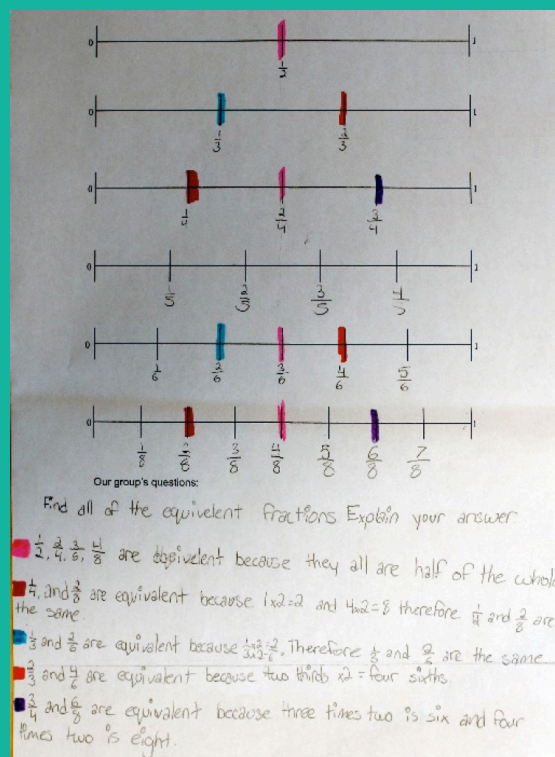 0 1
1/2
0 1
1/3 2/3
0 1
1/4 2/4 3/4
0 1
1/5 2/5 3/5 4/5
0 1
1/6 2/6 3/6 4/6 5/6
0 1
1/8 2/8 3/8 4/8 5/8 6/8 7/8
Our group's questions:
Find all of the equivelent fractions Explain your answer.
1/2, 2/4, 3/6, 4/8 are are because they all are half of the whole
1/4, and 2/8 are equivalent because 1x2=2 and 4x2=8 therefore 1/4 and 2/8 are
the same.
1/3 and 2/6 are equivalent because 1x2=2/3x2=6. Therefore 1/3 and 2/6 are the same
2/3 and 4/6 are equivalent because two thirds x2 = four sixths.
3/4 and 6/8 are equivalent because three times two is six and four
times two is eight.